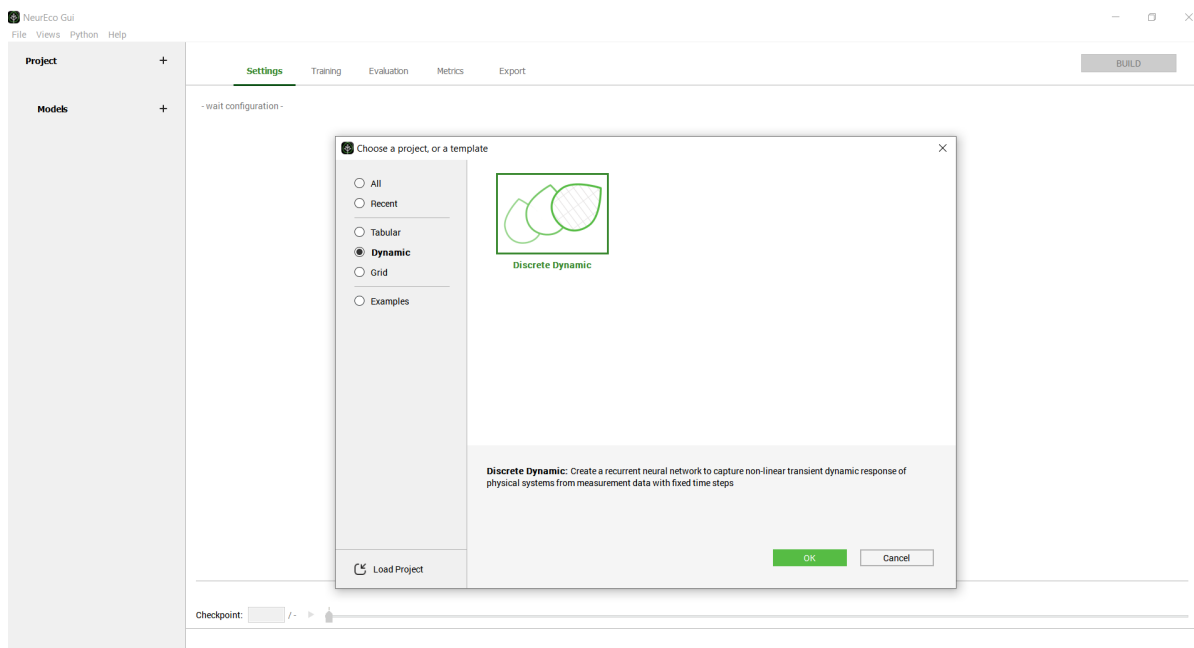 NeurEco Gui
File Views Python Help
Project +
Settings Training Evaluation Metrics Export
BUILD
Models +
- wait configuration -
Choose a project, or a template
All
Recent
Tabular
Dynamic
Grid
Examples
Discrete Dynamic
Discrete Dynamic: Create a recurrent neural network to capture non-linear transient dynamic response of
physical systems from measurement data with fixed time steps
Load Project
OK
Cancel
Checkpoint: / -